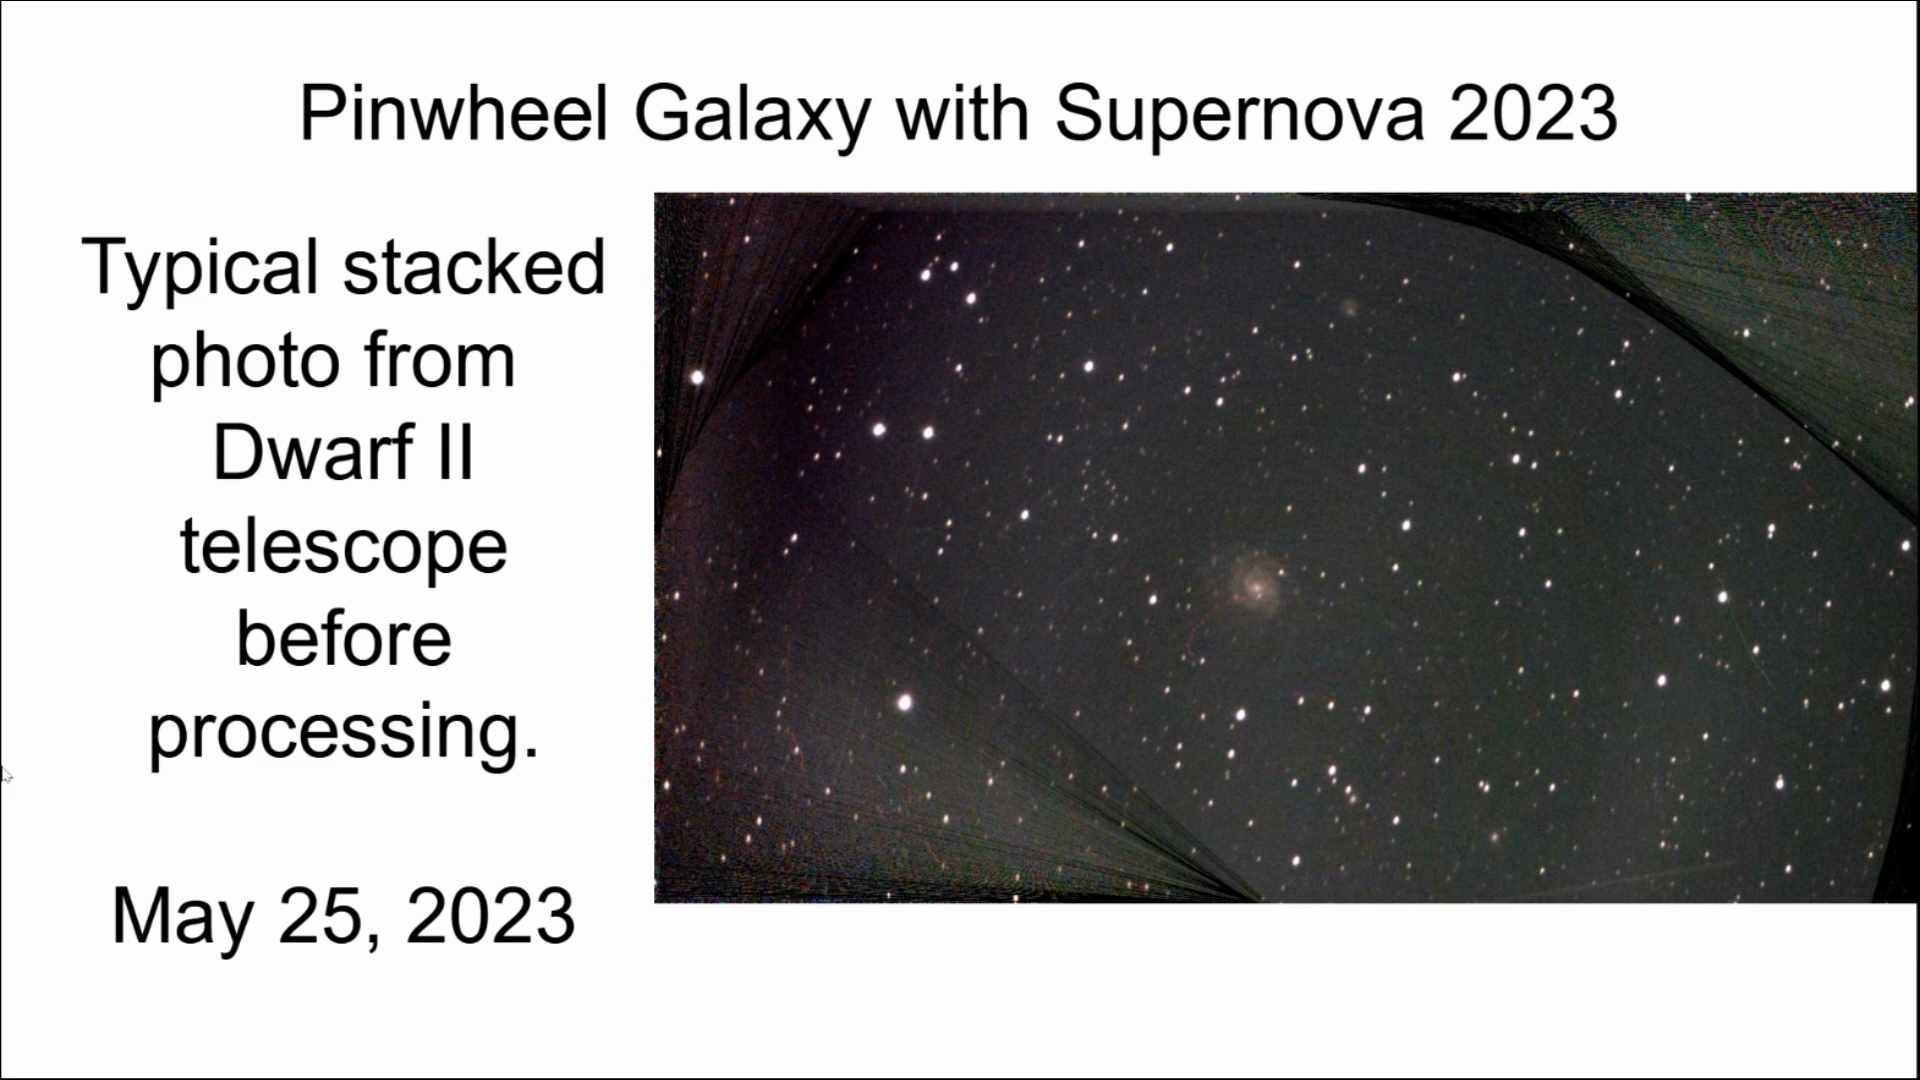 Pinwheel Galaxy with Supernova 2023
Typical stacked
photo from
Dwarf II
telescope
before
processing.
May 25, 2023